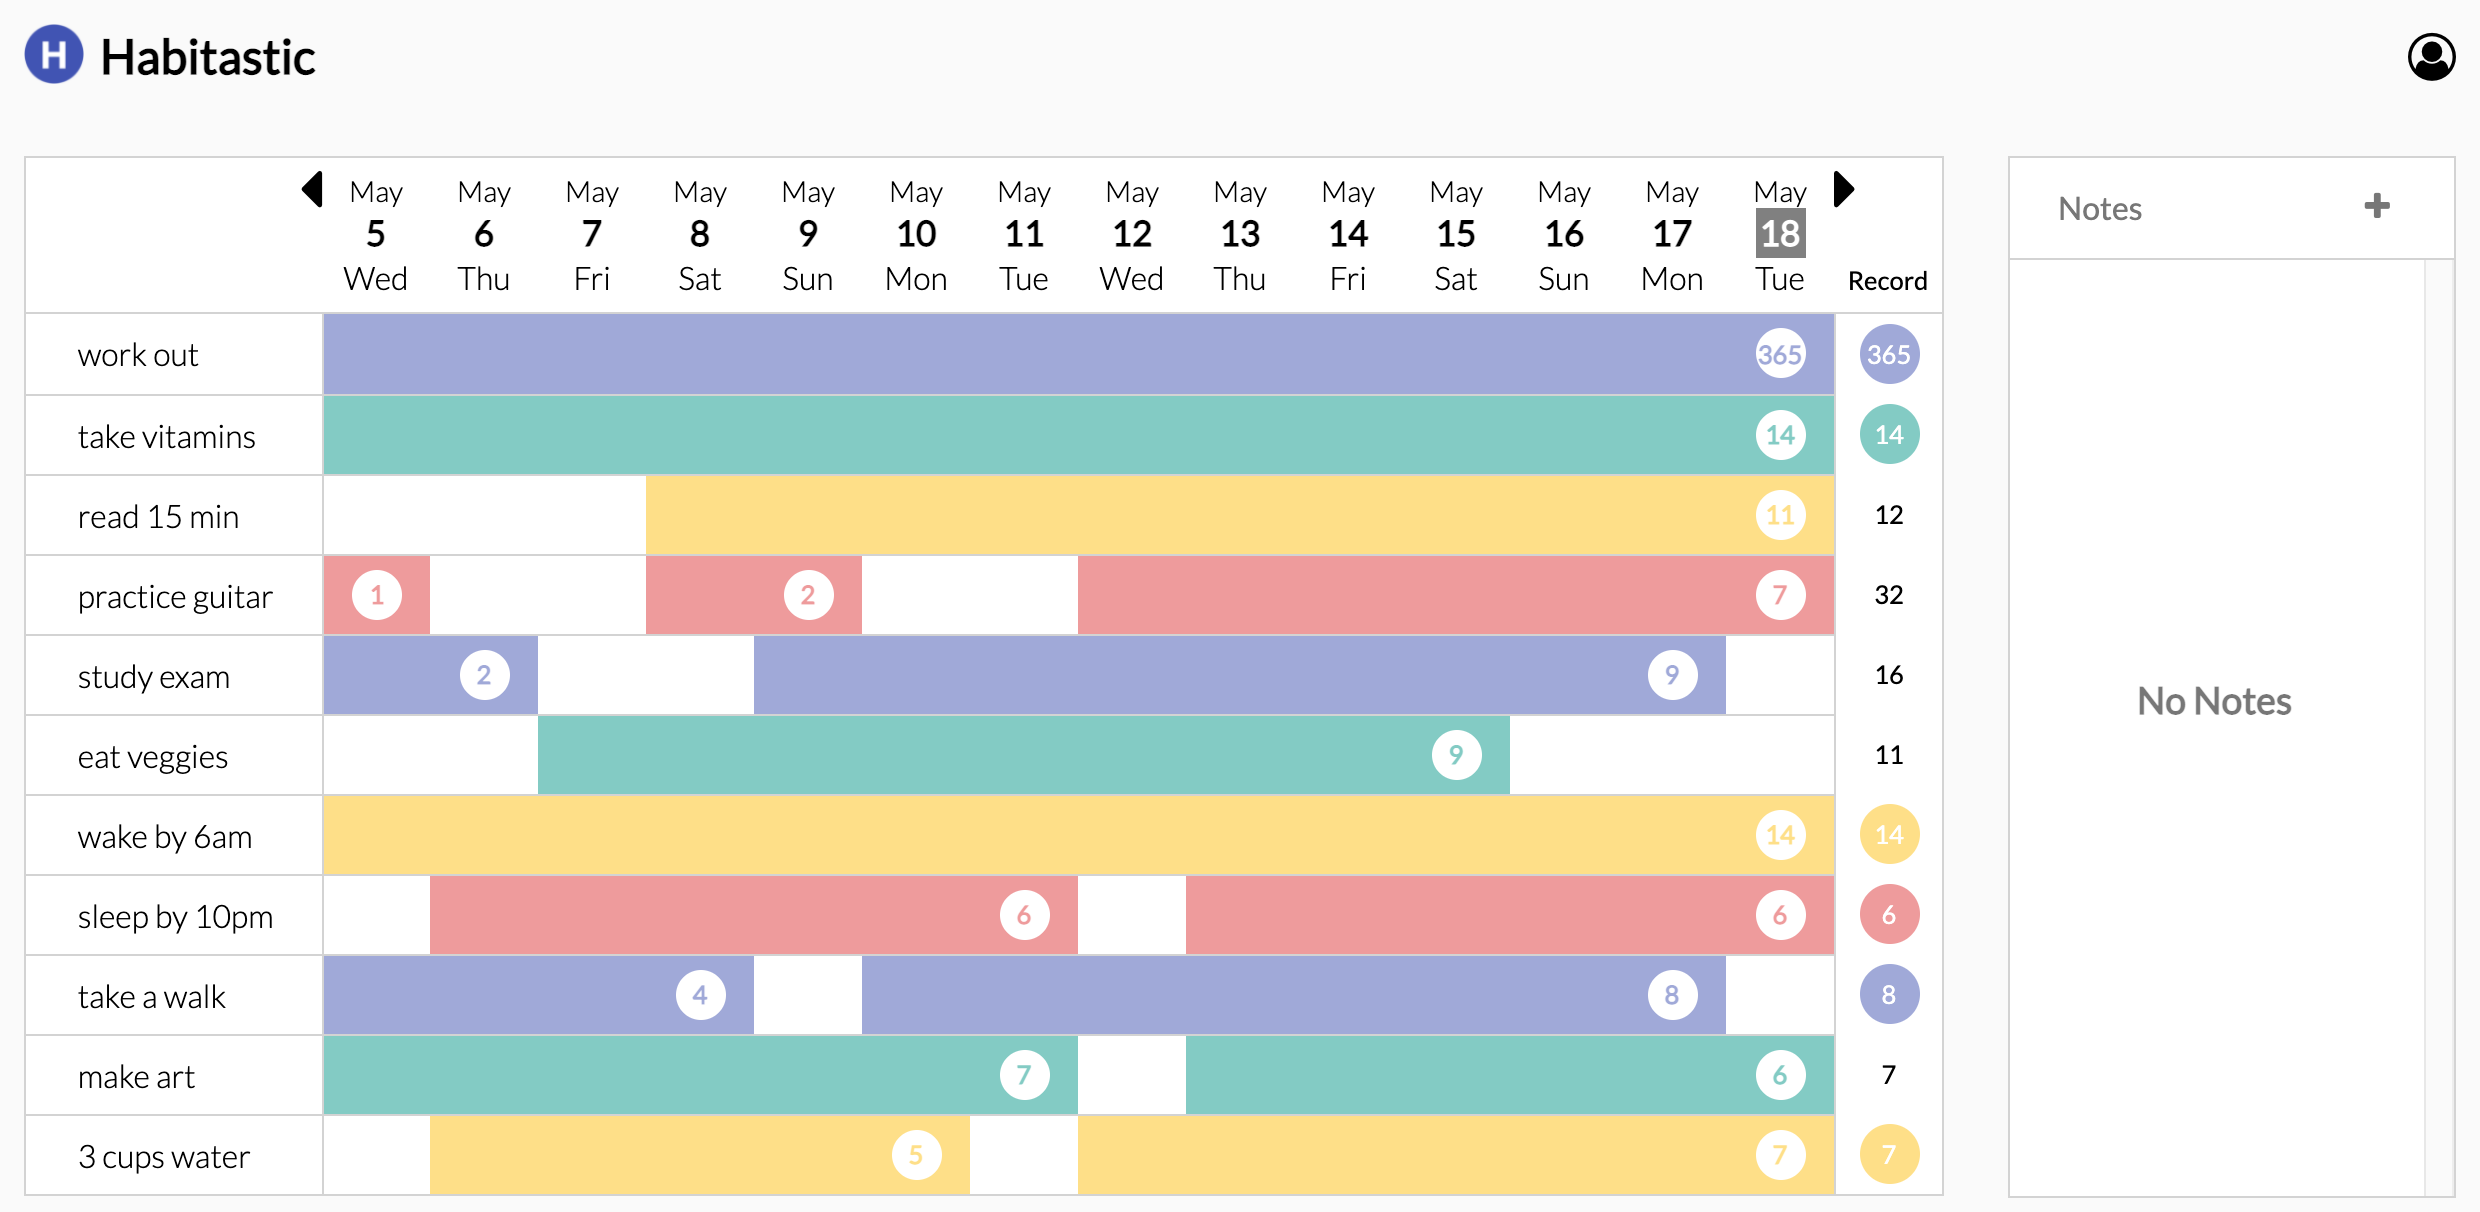 H Habitastic
May May May May May May May May May May May May May May
5 6 7 8 9 10 11 12 13 14 15 16 17 18
Wed Thu Fri Sat Sun Mon Tue Wed Thu Fri Sat Sun Mon Tue Record
work out 365 365
take vitamins 14 14
read 15 min 11 12
practice guitar 1 2 7 32
study exam 2 9 16
eat veggies 9 11
wake by 6am 14 14
sleep by 10pm 6 6 6
take a walk 4 8 8
make art 7 6 7
3 cups water 5 7 7
Notes +
No Notes